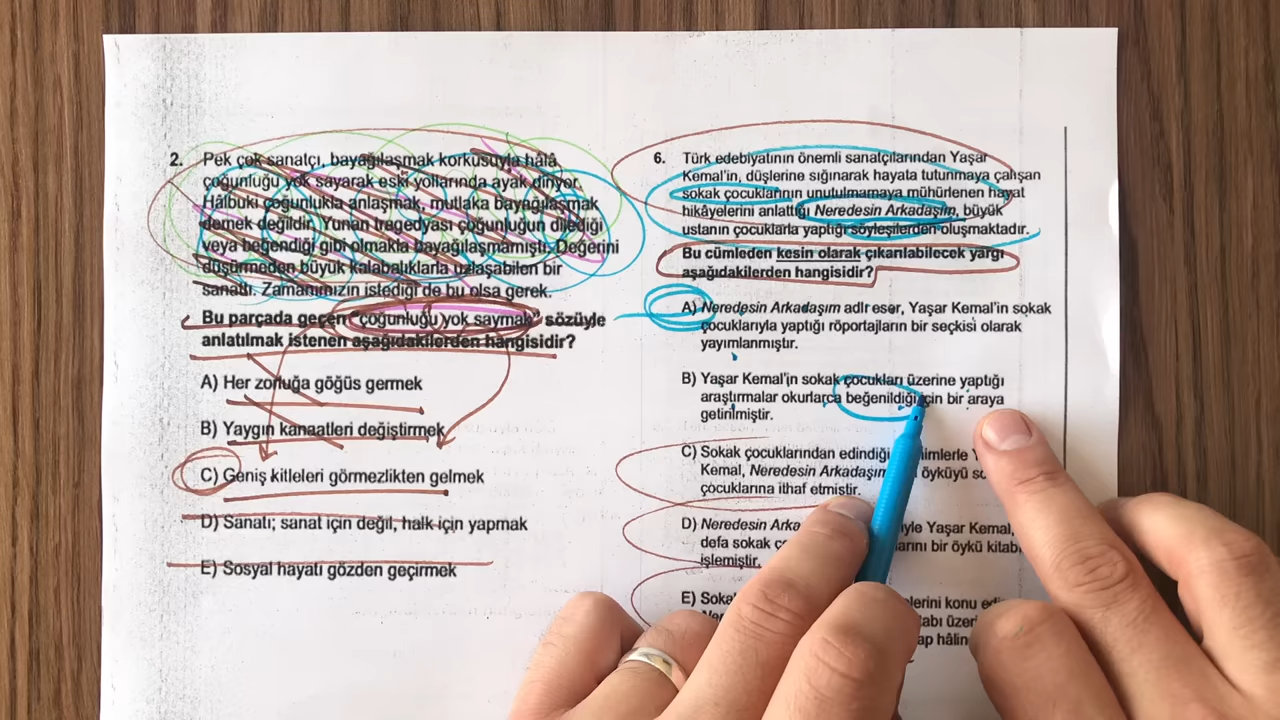 2. Pek çok sanatçı, bayağılaşmak korkusuyla hâlâ
çoğunluğu yok sayarak eski yollarında ayak diriyor.
Hâlbuki çoğunlukla anlaşmak, mutlaka bayağılaşmak
demek değildir. Yunan tragedyası çoğunluğun dilediği
veya beğendiği gibi olmakla bayağılaşmamıştı. Değerini
düşürmeden büyük kalabalıklarla uzlaşabilen bir
sanattı. Zamanımızın istediği de bu olsa gerek.
Bu parçada geçen “çoğunluğu yok saymak” sözüyle
anlatılmak istenen aşağıdakilerden hangisidir?
A) Her zorluğa göğüs germek
B) Yaygın kanaatleri değiştirmek
C) Geniş kitleleri görmezlikten gelmek
D) Sanatı; sanat için değil, halk için yapmak
E) Sosyal hayatı gözden geçirmek
6. Türk edebiyatının önemli sanatçılarından Yaşar
Kemal’in, düşlerine sığınarak hayata tutunmaya çalışan
sokak çocuklarının unutulmamaya mühürlenen hayat
hikâyelerini anlattığı Neredesin Arkadaşım, büyük
ustanın çocuklarla yaptığı söyleşilerden oluşmaktadır.
Bu cümleden kesin olarak çıkarılabilecek yargı
aşağıdakilerden hangisidir?
A) Neredesin Arkadaşım adlı eser, Yaşar Kemal’in sokak
çocuklarıyla yaptığı röportajların bir seçkisi olarak
yayımlanmıştır.
B) Yaşar Kemal’in sokak çocukları üzerine yaptığı
araştırmalar okurlarca beğenildiği için bir araya
getirilmiştir.
C) Sokak çocuklarından edindiği
Kemal, Neredesin Arkadaşım öyküyü
çocuklarına ithaf etmiştir.
D) Yaşar Kemal,
defa sokak bir öykü
işlemiştir.
E) konu